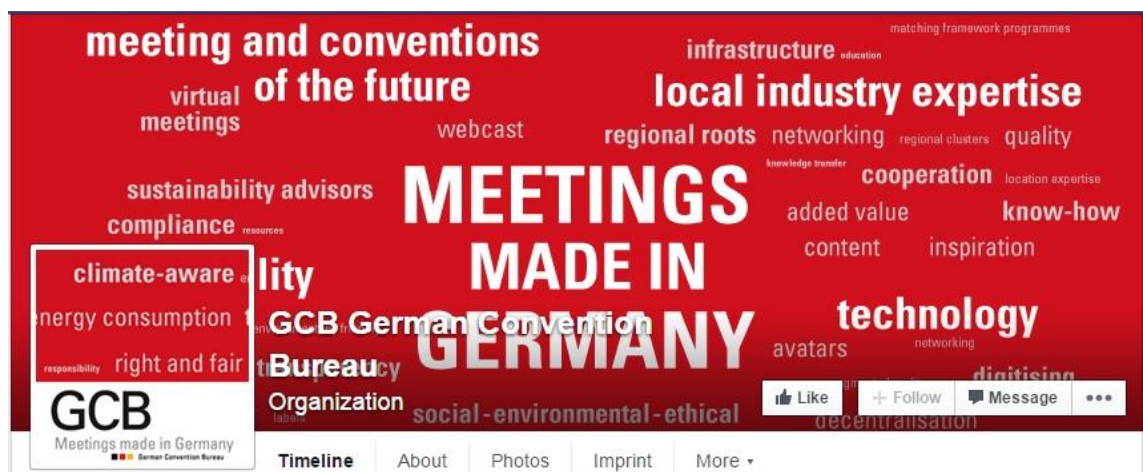 meeting and conventions
of the future
virtual
meetings
webcast
sustainability advisors
compliance resources
MEETINGS
MADE IN
GERMANY
matching framework programmes
infrastructure education
local industry expertise
regional roots networking regional clusters quality
knowledge transfer
cooperation location expertise
added value know-how
content inspiration
technology
networking
avatars
digitising
decentralisation
social-environmental-ethical
climate-aware
lity
energy consumption
responsibility right and fair
labels
GCB
Meetings made in Germany
German Convention Bureau
GCB German Convention
Bureau
Organization
Like
Follow
Message
Timeline About Photos Imprint More